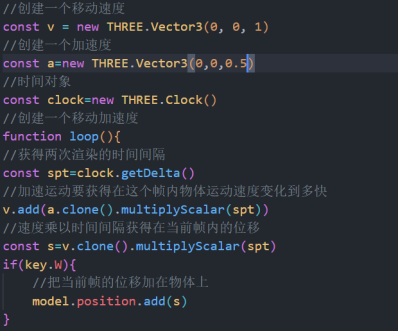 //创建一个移动速度
const v = new THREE.Vector3(0, 0, 1)
//创建一个加速度
const a=new THREE.Vector3(0,0,0.5)
//时间对象
const clock=new THREE.Clock()
//创建一个移动加速度
function loop(){
//获得两次渲染的时间间隔
const spt=clock.getDelta()
//加速运动要获得在这个帧内物体运动速度变化到多快
v.add(a.clone().multiplyScalar(spt))
//速度乘以时间间隔获得在当前帧内的位移
const s=v.clone().multiplyScalar(spt)
if(key.W){
//把当前帧的位移加在物体上
model.position.add(s)
}